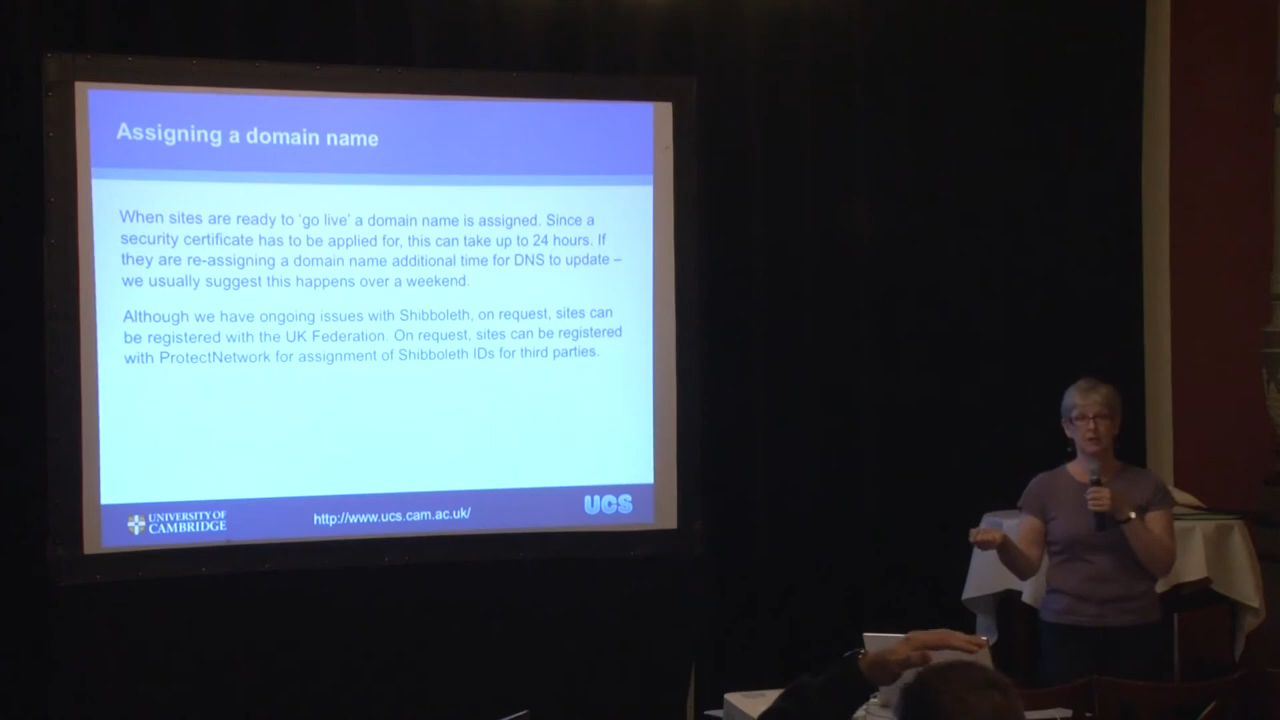 Assigning a domain name
When sites are ready to ‘go live’ a domain name is assigned. Since a
security certificate has to be applied for, this can take up to 24 hours. If
they are re-assigning a domain name additional time for DNS to update –
we usually suggest this happens over a weekend.
Although we have ongoing issues with Shibboleth, on request, sites can
be registered with the UK Federation. On request, sites can be registered
with ProtectNetwork for assignment of Shibboleth IDs for third parties.
UNIVERSITY OF
CAMBRIDGE
http://www.ucs.cam.ac.uk/
UCS